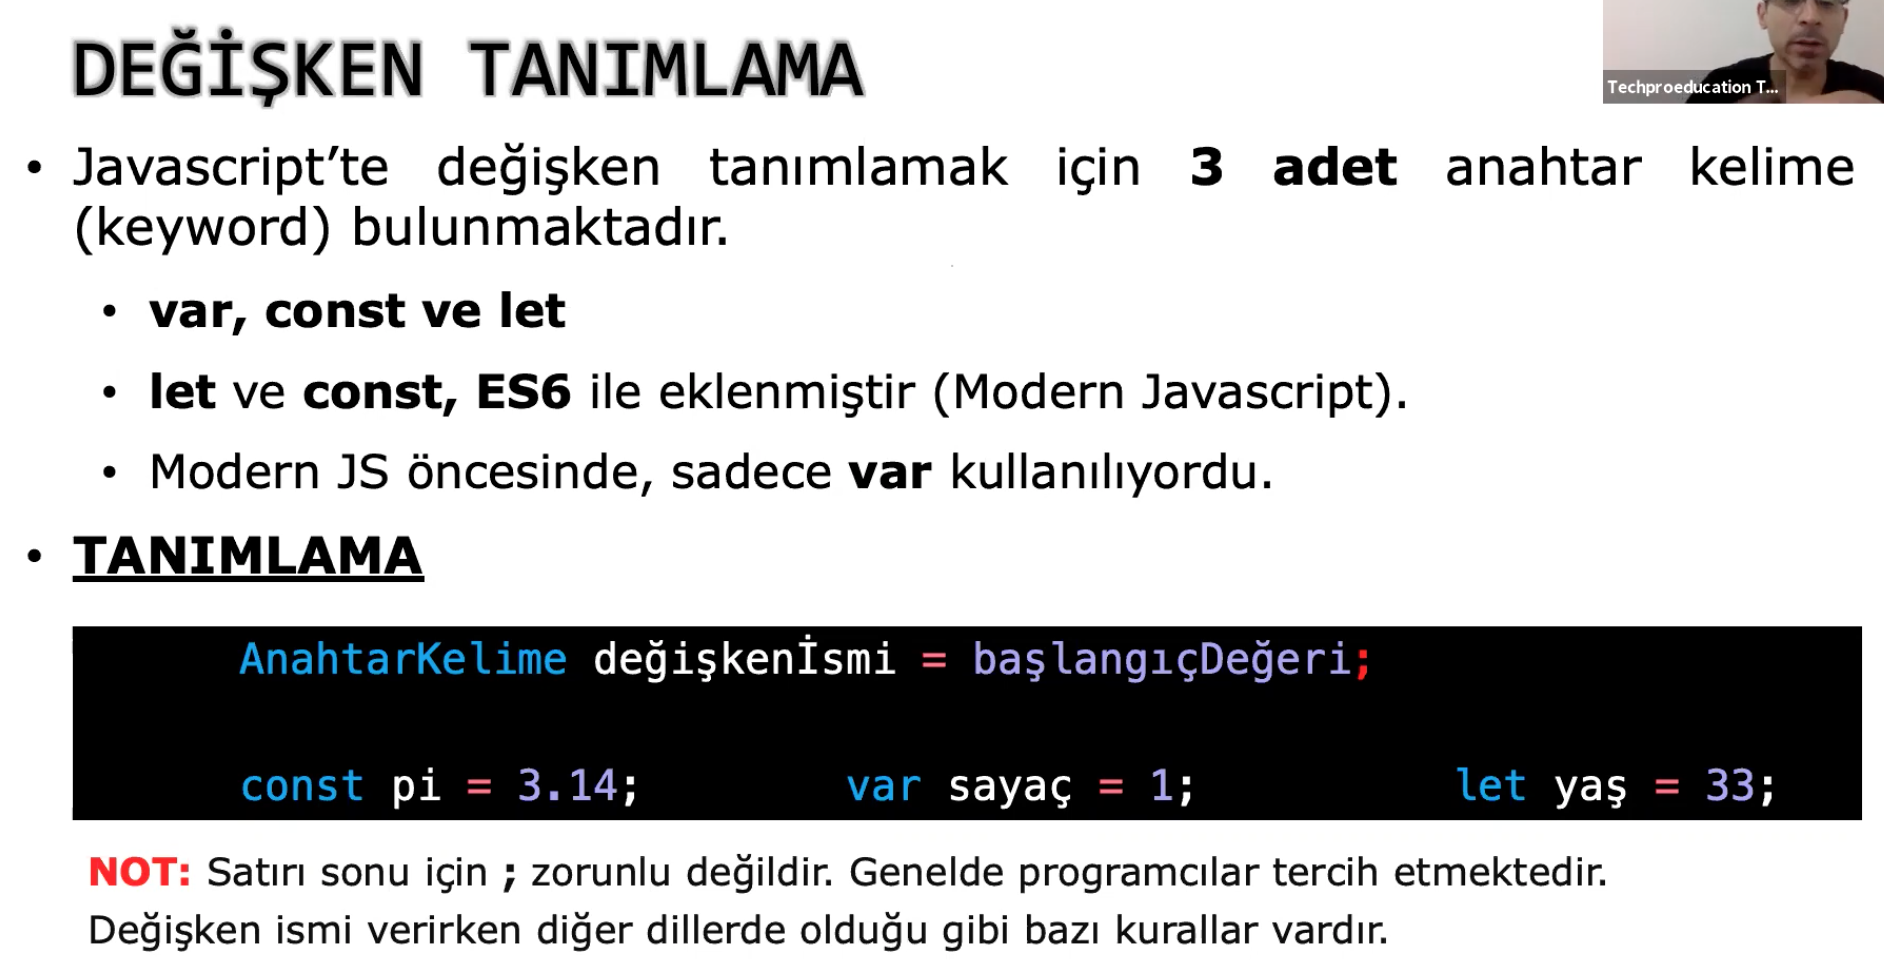 DEĞİŞKEN TANIMLAMA
Techproeducation T...
• Javascript’te değişken tanımlamak için 3 adet anahtar kelime
(keyword) bulunmaktadır.
• var, const ve let
• let ve const, ES6 ile eklenmiştir (Modern Javascript).
• Modern JS öncesinde, sadece var kullanılıyordu.
• TANIMLAMA
AnahtarKelime değişkenİsmi = başlangıçDeğeri;
const pi = 3.14; var sayaç = 1; let yaş = 33;
NOT: Satırı sonu için ; zorunlu değildir. Genelde programcılar tercih etmektedir.
Değişken ismi verirken diğer dillerde olduğu gibi bazı kurallar vardır.